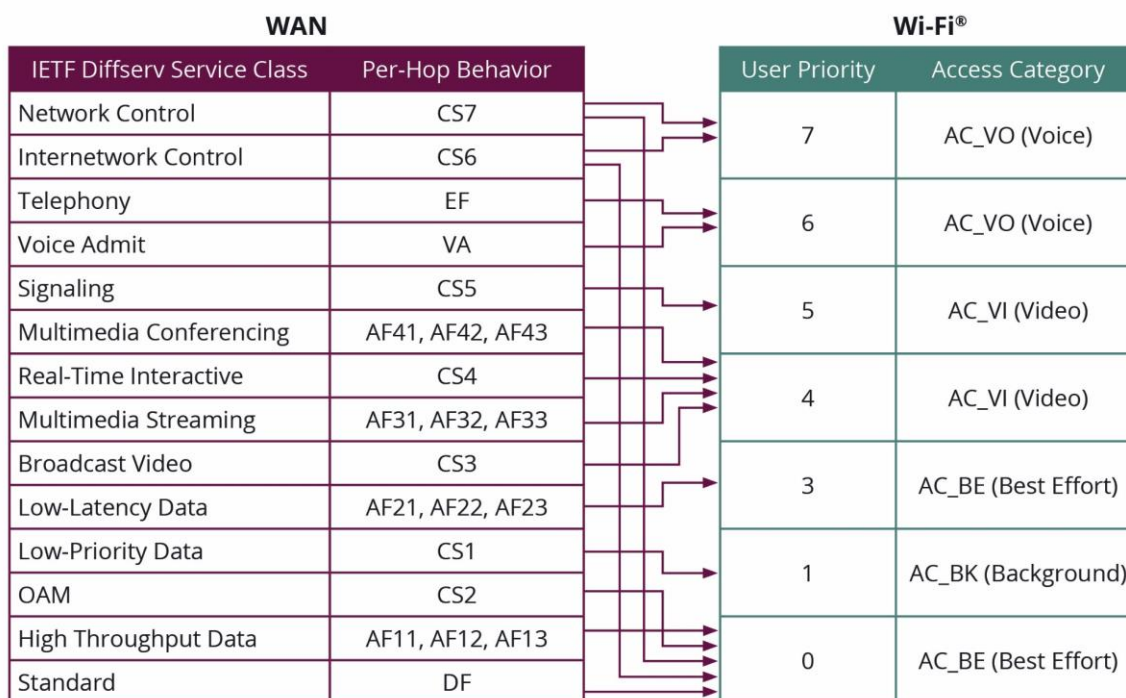 WAN
Wi-Fi®
IETF Diffserv Service Class Per-Hop Behavior
User Priority Access Category
Network Control CS7
Internetwork Control CS6
Telephony EF
Voice Admit VA
Signaling CS5
Multimedia Conferencing AF41, AF42, AF43
Real-Time Interactive CS4
Multimedia Streaming AF31, AF32, AF33
Broadcast Video CS3
Low-Latency Data AF21, AF22, AF23
Low-Priority Data CS1
OAM CS2
High Throughput Data AF11, AF12, AF13
Standard DF
7 AC_VO (Voice)
6 AC_VO (Voice)
5 AC_VI (Video)
4 AC_VI (Video)
3 AC_BE (Best Effort)
1 AC_BK (Background)
0 AC_BE (Best Effort)